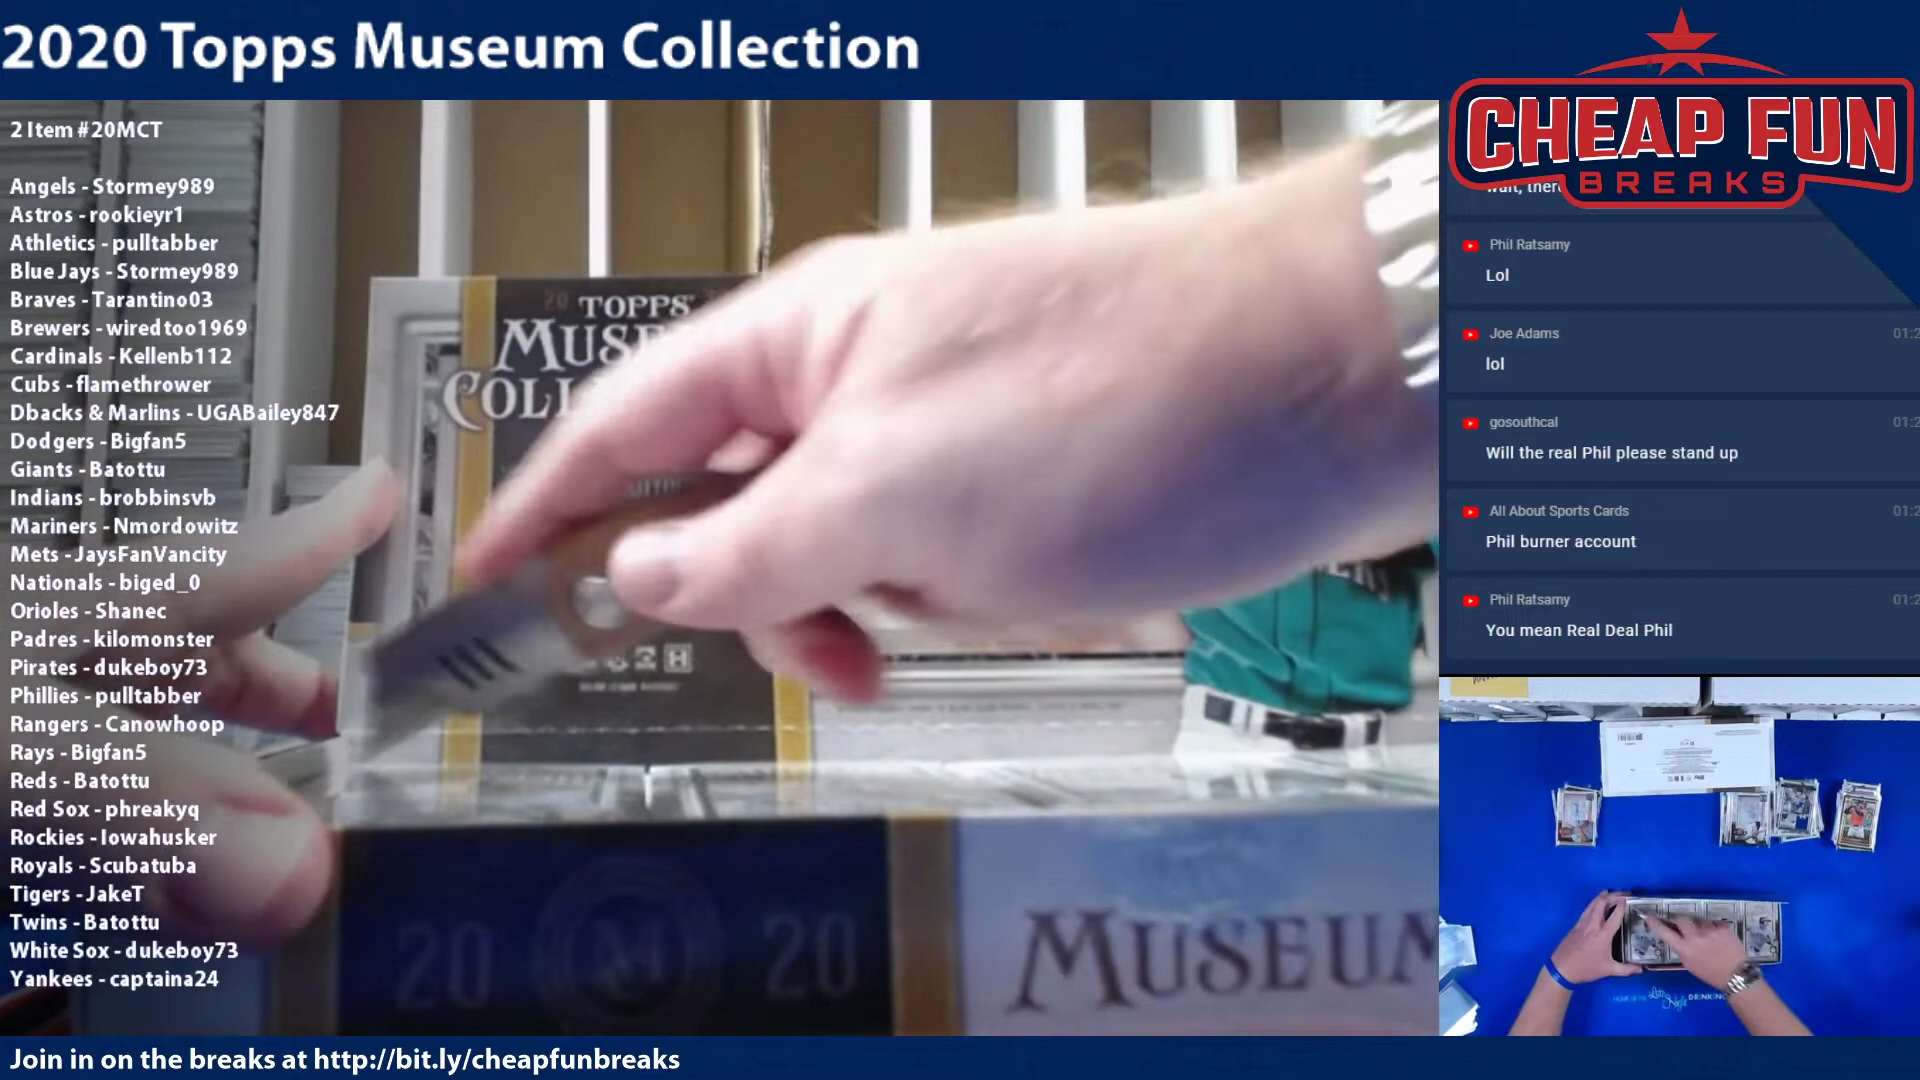 2020 Topps Museum Collection
CHEAP FUN
BREAKS
2 Item #20MCT
Angels - Stormey989
Astros - rookieyr1
Athletics - pulltabber
Blue Jays - Stormey989
Braves - Tarantino03
Brewers - wiredtoo1969
Cardinals - Kellenb112
Cubs - flamethrower
Dbacks & Marlins - UGABailey847
Dodgers - Bigfan5
Giants - Batottu
Indians - brobbinsvb
Mariners - Nmordowitz
Mets - JaysFanVancity
Nationals - biged_0
Orioles - Shanec
Padres - kilomonster
Pirates - dukeboy73
Phillies - pulltabber
Rangers - Canowhoop
Rays - Bigfan5
Reds - Batottu
Red Sox - phreakyq
Rockies - Iowahusker
Royals - Scubatuba
Tigers - JakeT
Twins - Batottu
White Sox - dukeboy73
Yankees - captaina24
TOPPS
20 20
MUSEUM
wait,
Phil Ratsamy
Lol
Joe Adams
lol
gosouthcal
Will the real Phil please stand up
All About Sports Cards
Phil burner account
Phil Ratsamy
You mean Real Deal Phil
Join in on the breaks at http://bit.ly/cheapfunbreaks